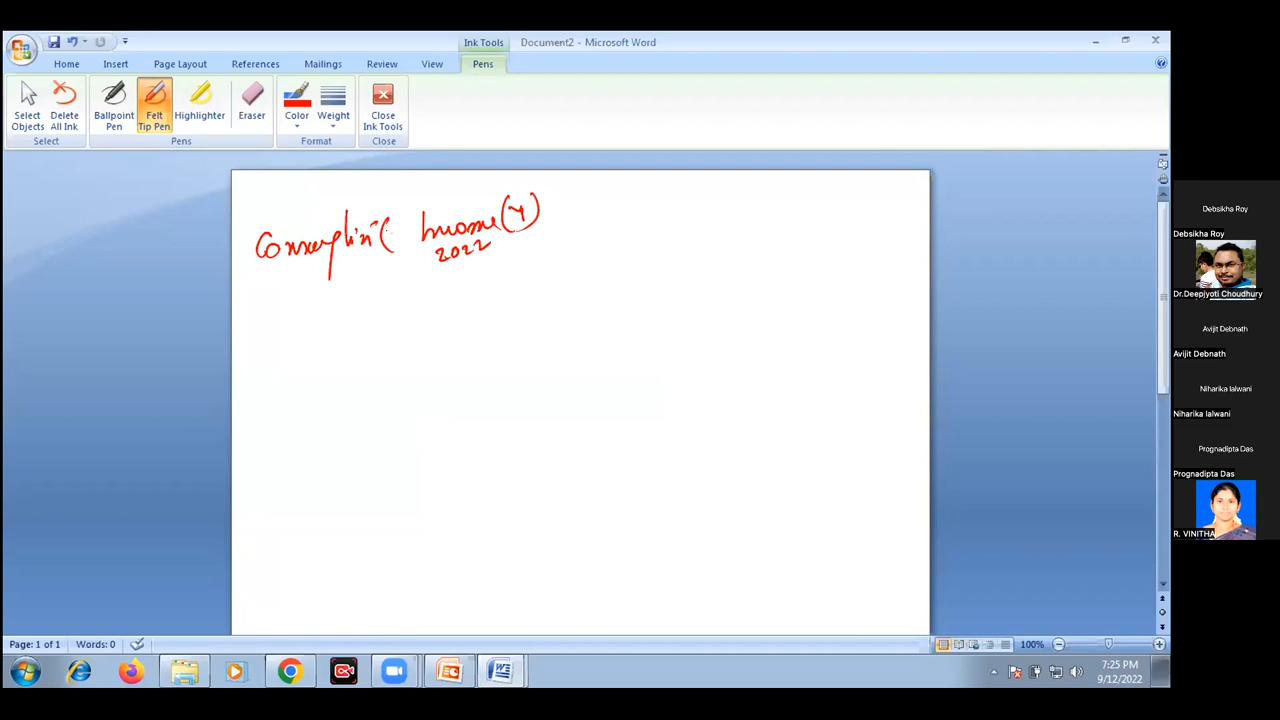 Ink Tools Document2 - Microsoft Word
Home Insert Page Layout References Mailings Review View Pens
Select Objects
Delete All Ink
Ballpoint Pen
Felt Tip Pen
Highlighter
Eraser
Color
Weight
Close Ink Tools
Select Pens Format Close
Consumption( Income(Y)
2022
Debsikha Roy
Debsikha Roy
Dr.Deepjyoti Choudhury
Avijit Debnath
Avijit Debnath
Niharika lalwani
Niharika lalwani
Prognadipta Das
Prognadipta Das
R. VINITHA
Page: 1 of 1 Words: 0 100%
7:25 PM
9/12/2022